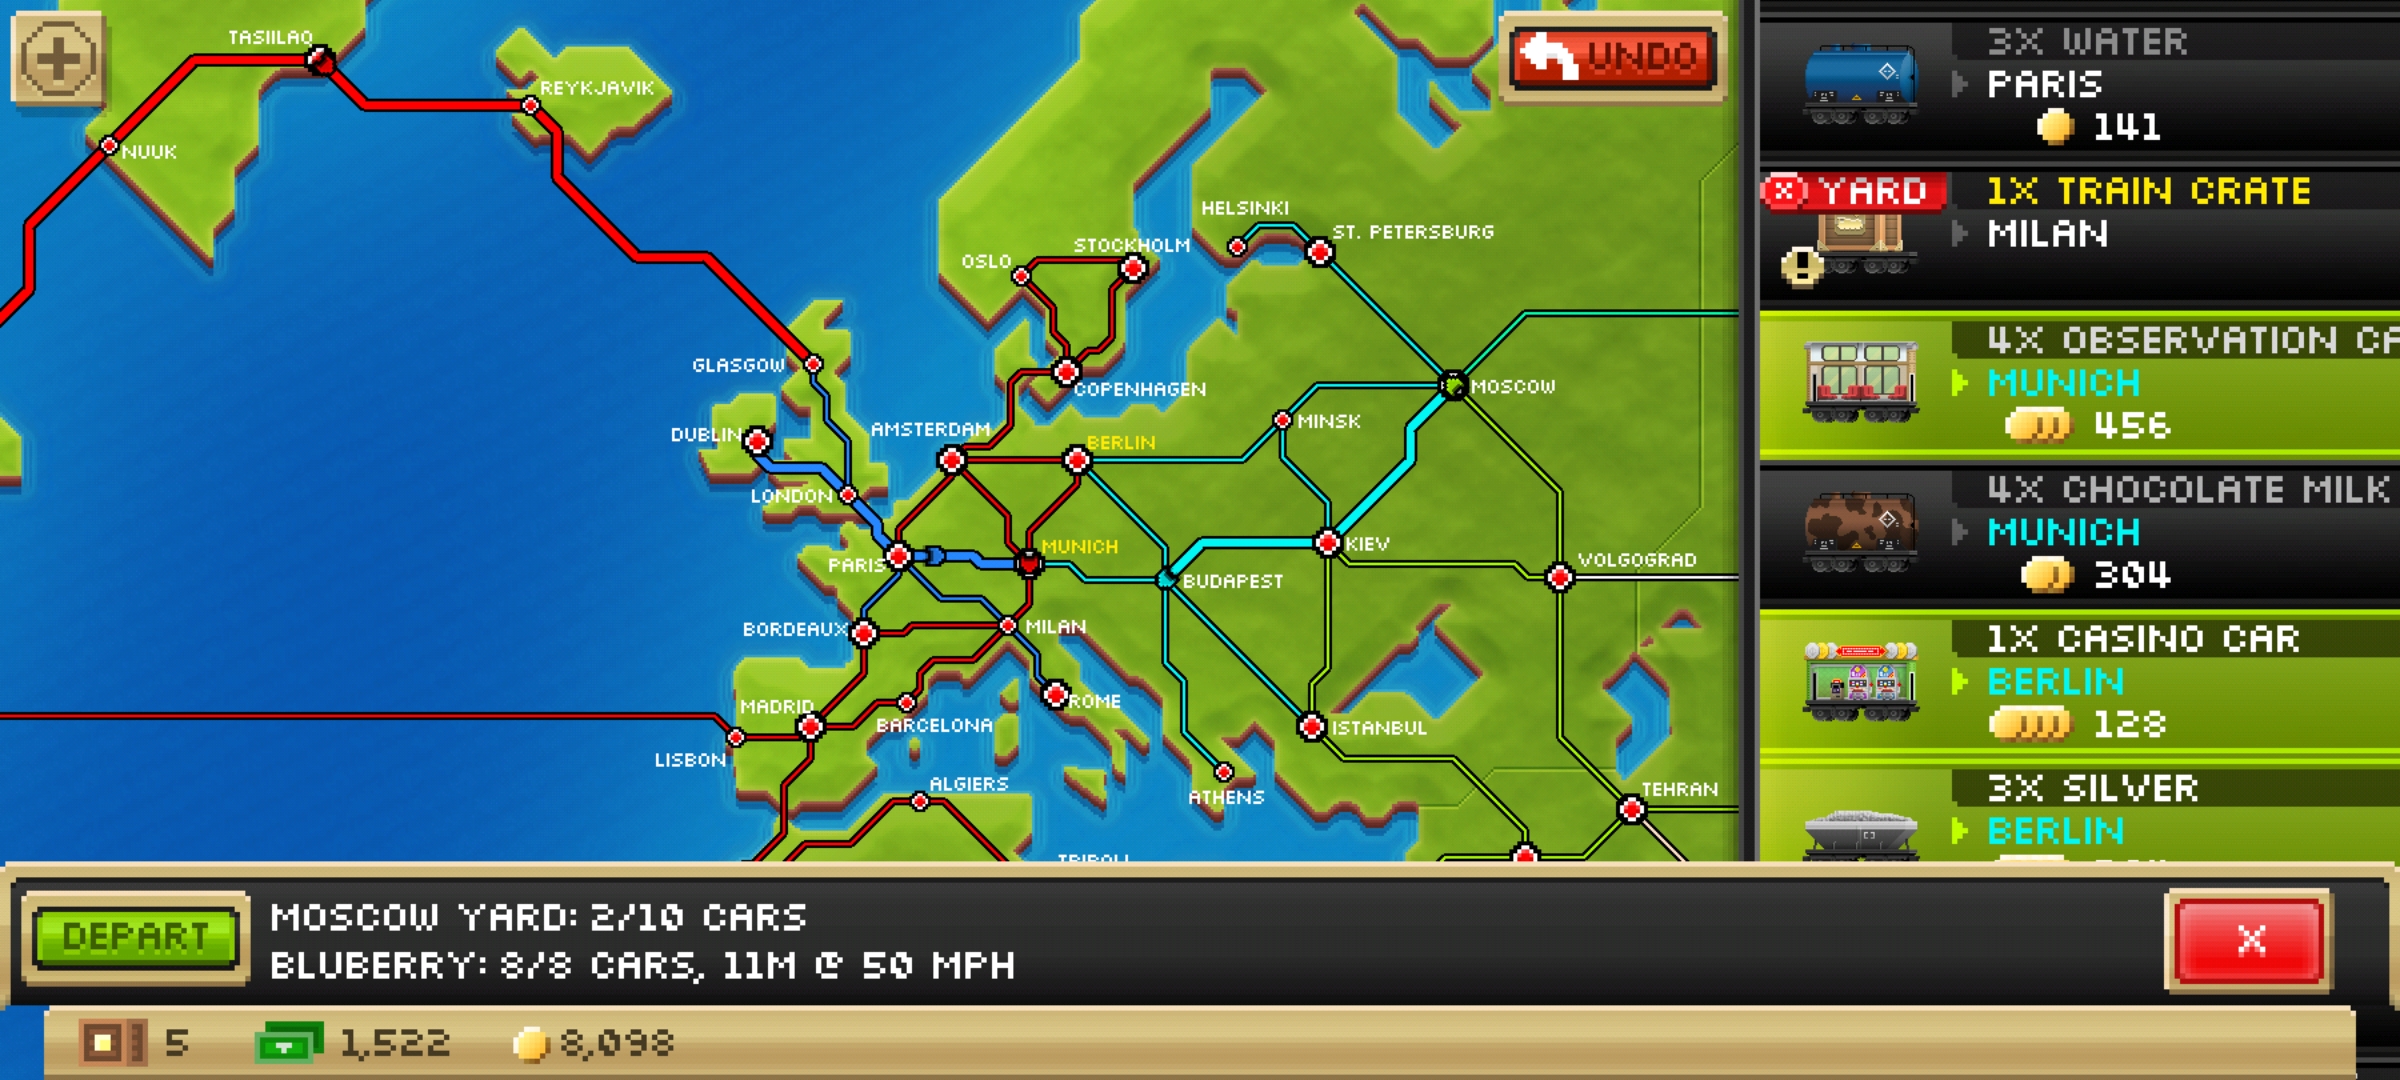 TASIILAQ
REYKJAVIK
NUUK
UNDO
HELSINKI
ST. PETERSBURG
STOCKHOLM
OSLO
GLASGOW
COPENHAGEN
MOSCOW
DUBLIN
AMSTERDAM
BERLIN
MINSK
LONDON
MUNICH
KIEV
PARIS
BUDAPEST
VOLGOGRAD
BORDEAUX
MILAN
MADRID
ROME
BARCELONA
ISTANBUL
LISBON
ALGIERS
ATHENS
TEHRAN
TRIPOLI
3X WATER
PARIS
141
YARD
1X TRAIN CRATE
MILAN
4X OBSERVATION CA
MUNICH
456
4X CHOCOLATE MILK
MUNICH
304
1X CASINO CAR
BERLIN
128
3X SILVER
BERLIN
DEPART
MOSCOW YARD: 2/10 CARS
BLUBERRY: 8/8 CARS, 11M @ 50 MPH
X
5
1,522
8,098